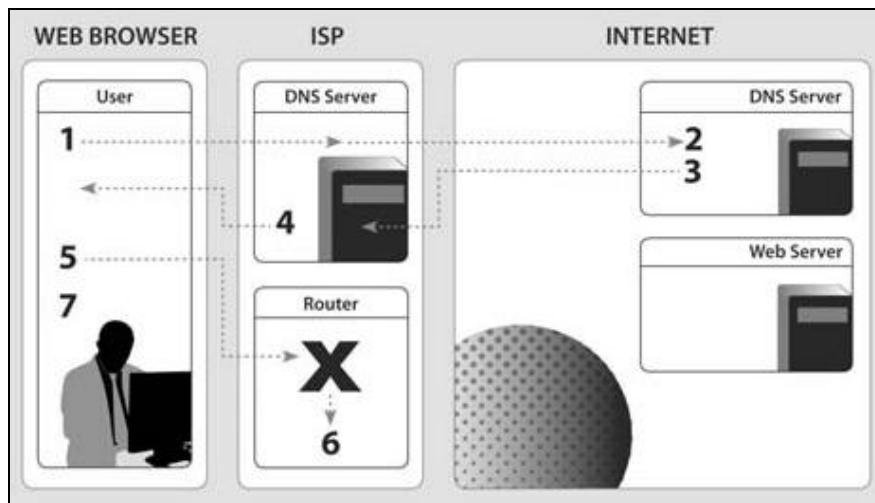 WEB BROWSER
ISP
INTERNET
User
DNS Server
DNS Server
1
2
3
4
5
Web Server
7
Router
X
6